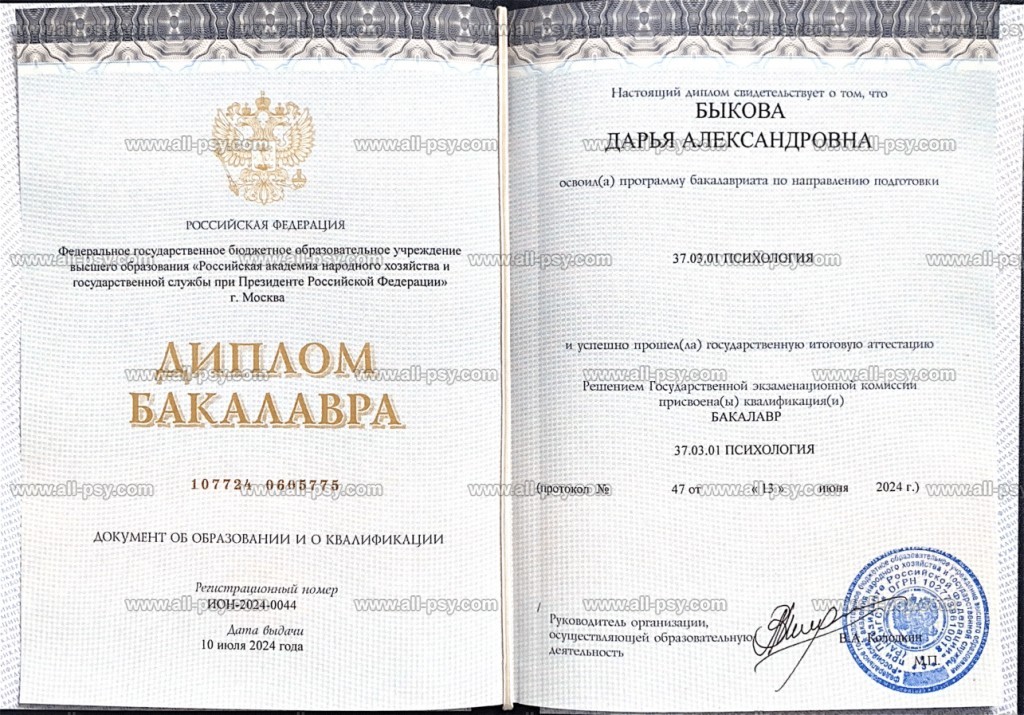 РОССИЙСКАЯ ФЕДЕРАЦИЯ
Федеральное государственное бюджетное образовательное учреждение
высшего образования «Российская академия народного хозяйства и
государственной службы при Президенте Российской Федерации»
г. Москва
ДИПЛОМ
БАКАЛАВРА
107724 0605775
ДОКУМЕНТ ОБ ОБРАЗОВАНИИ И О КВАЛИФИКАЦИИ
Регистрационный номер
ИОН-2024-0044
Дата выдачи
10 июля 2024 года
Настоящий диплом свидетельствует о том, что
БЫКОВА
ДАРЬЯ АЛЕКСАНДРОВНА
освоил(а) программу бакалавриата по направлению подготовки
37.03.01 ПСИХОЛОГИЯ
и успешно прошел(ла) государственную итоговую аттестацию
Решением Государственной экзаменационной комиссии
присвоена(ы) квалификация(и)
БАКАЛАВР
37.03.01 ПСИХОЛОГИЯ
(протокол № 47 от « 13 » июня 2024 г.)
/
Руководитель организации,
осуществляющей образовательную
деятельность
В.А. Колодкин
М.П.
www.all-psy.com